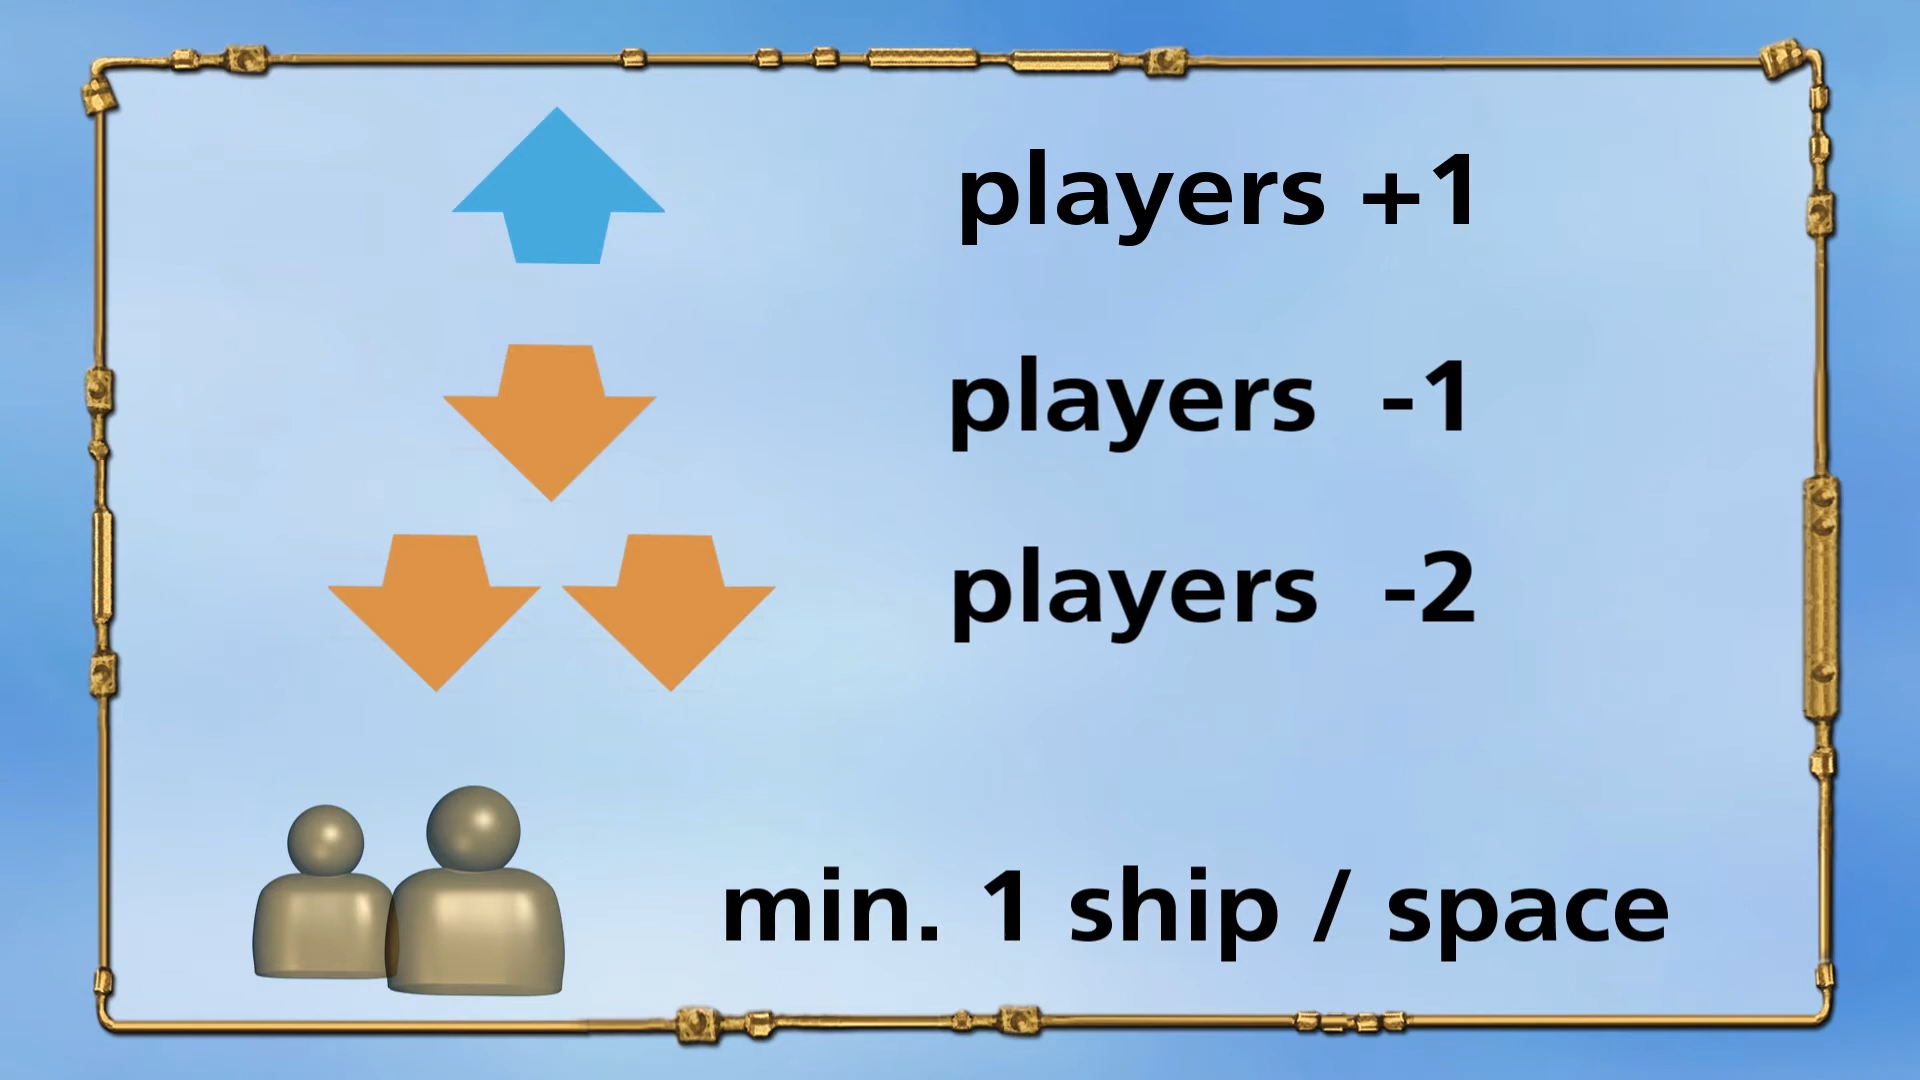 players +1
players -1
players -2
min. 1 ship / space